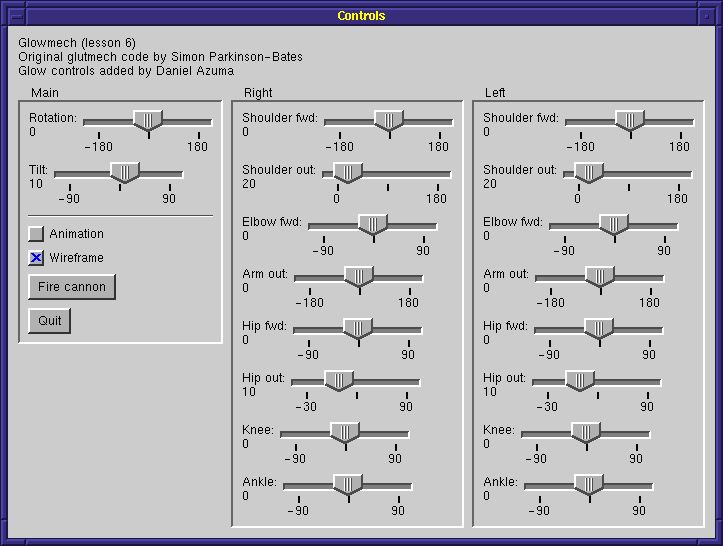 Controls
Glowmech (lesson 6)
Original glutmech code by Simon Parkinson-Bates
Glow controls added by Daniel Azuma
Main
Rotation:
0
-180 180
Tilt:
10
-90 90
Animation
Wireframe
Fire cannon
Quit
Right
Shoulder fwd:
0
-180 180
Shoulder out:
20
0 180
Elbow fwd:
0
-90 90
Arm out:
0
-180 180
Hip fwd:
0
-90 90
Hip out:
10
-30 90
Knee:
0
-90 90
Ankle:
0
-90 90
Left
Shoulder fwd:
0
-180 180
Shoulder out:
20
0 180
Elbow fwd:
0
-90 90
Arm out:
0
-180 180
Hip fwd:
0
-90 90
Hip out:
10
-30 90
Knee:
0
-90 90
Ankle:
0
-90 90